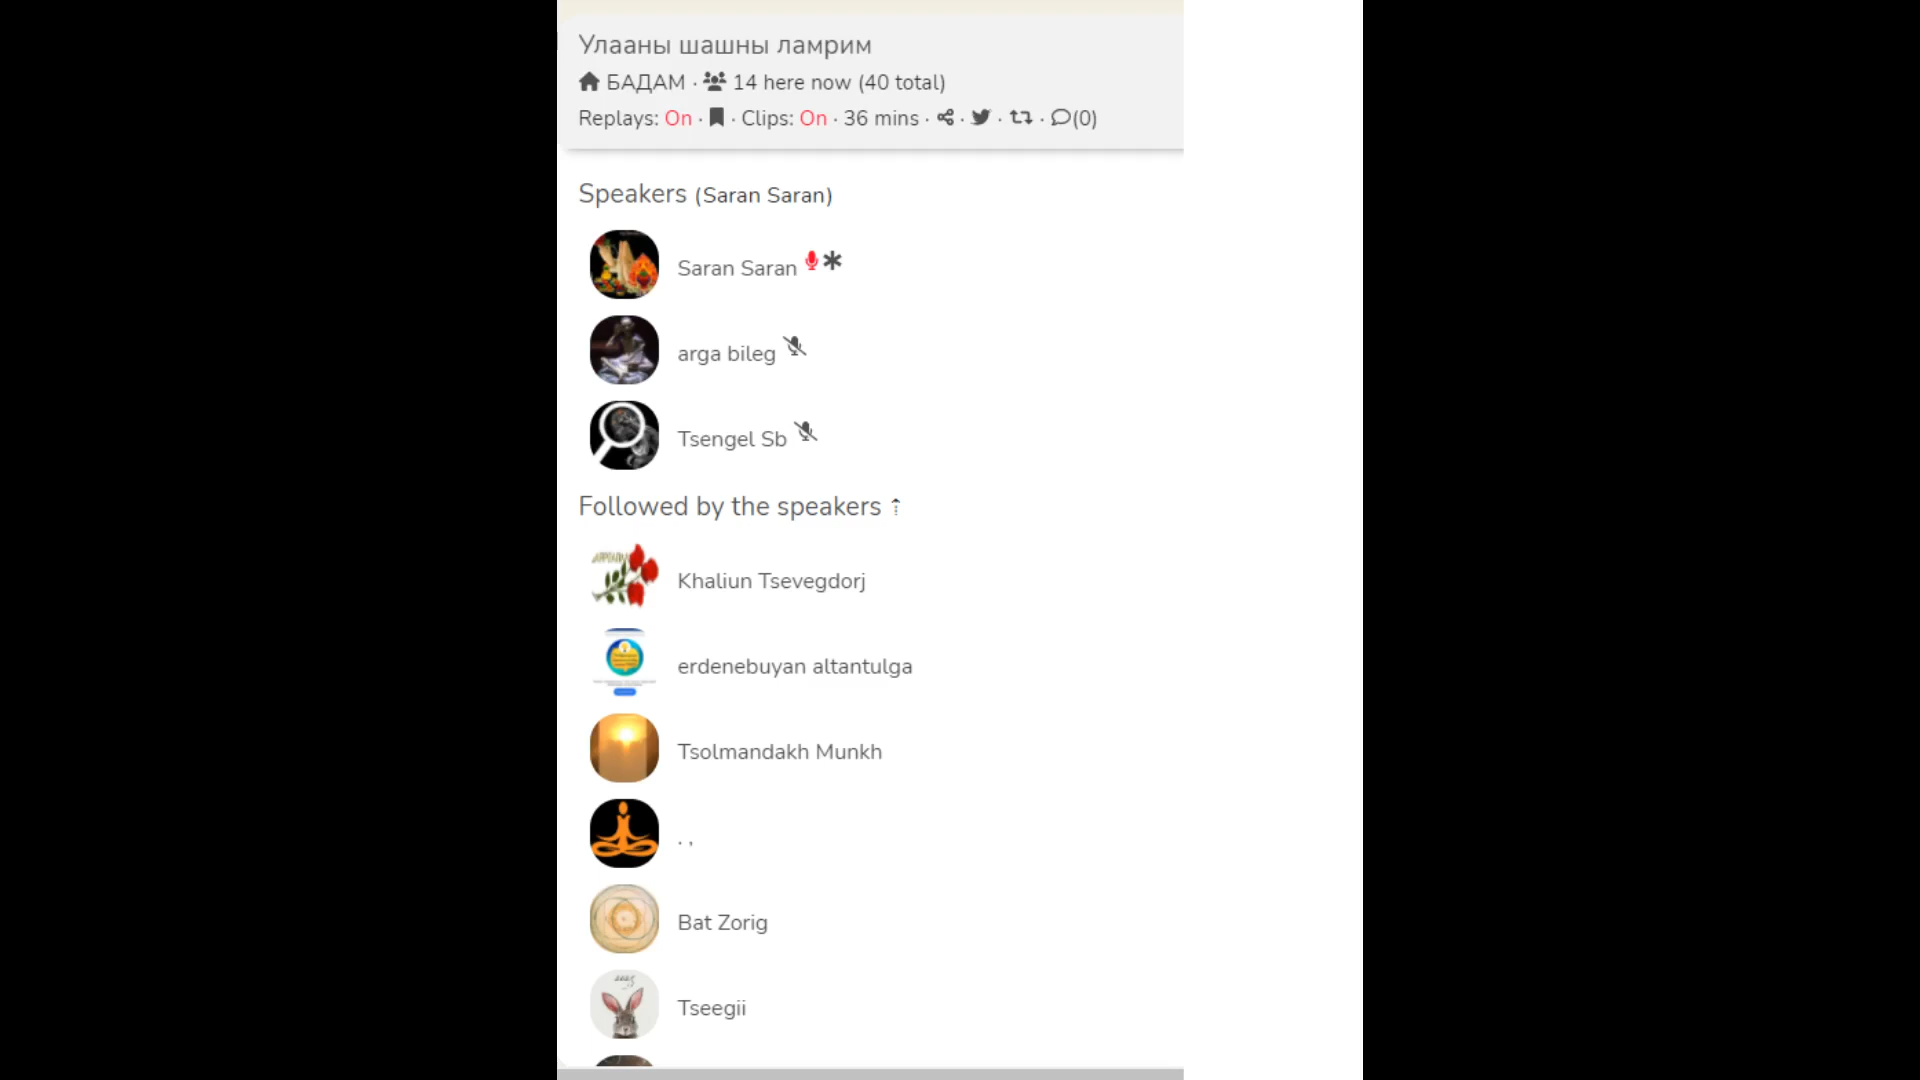 Улааны шашны ламрим
БАДАМ · 14 here now (40 total)
Replays: On · · Clips: On · 36 mins · · · · (0)
Speakers (Saran Saran)
Saran Saran
arga bileg
Tsengel Sb
Followed by the speakers ⇡
Khaliun Tsevegdorj
erdenebuyan altantulga
Tsolmandakh Munkh
. ,
Bat Zorig
2023
Tseegii